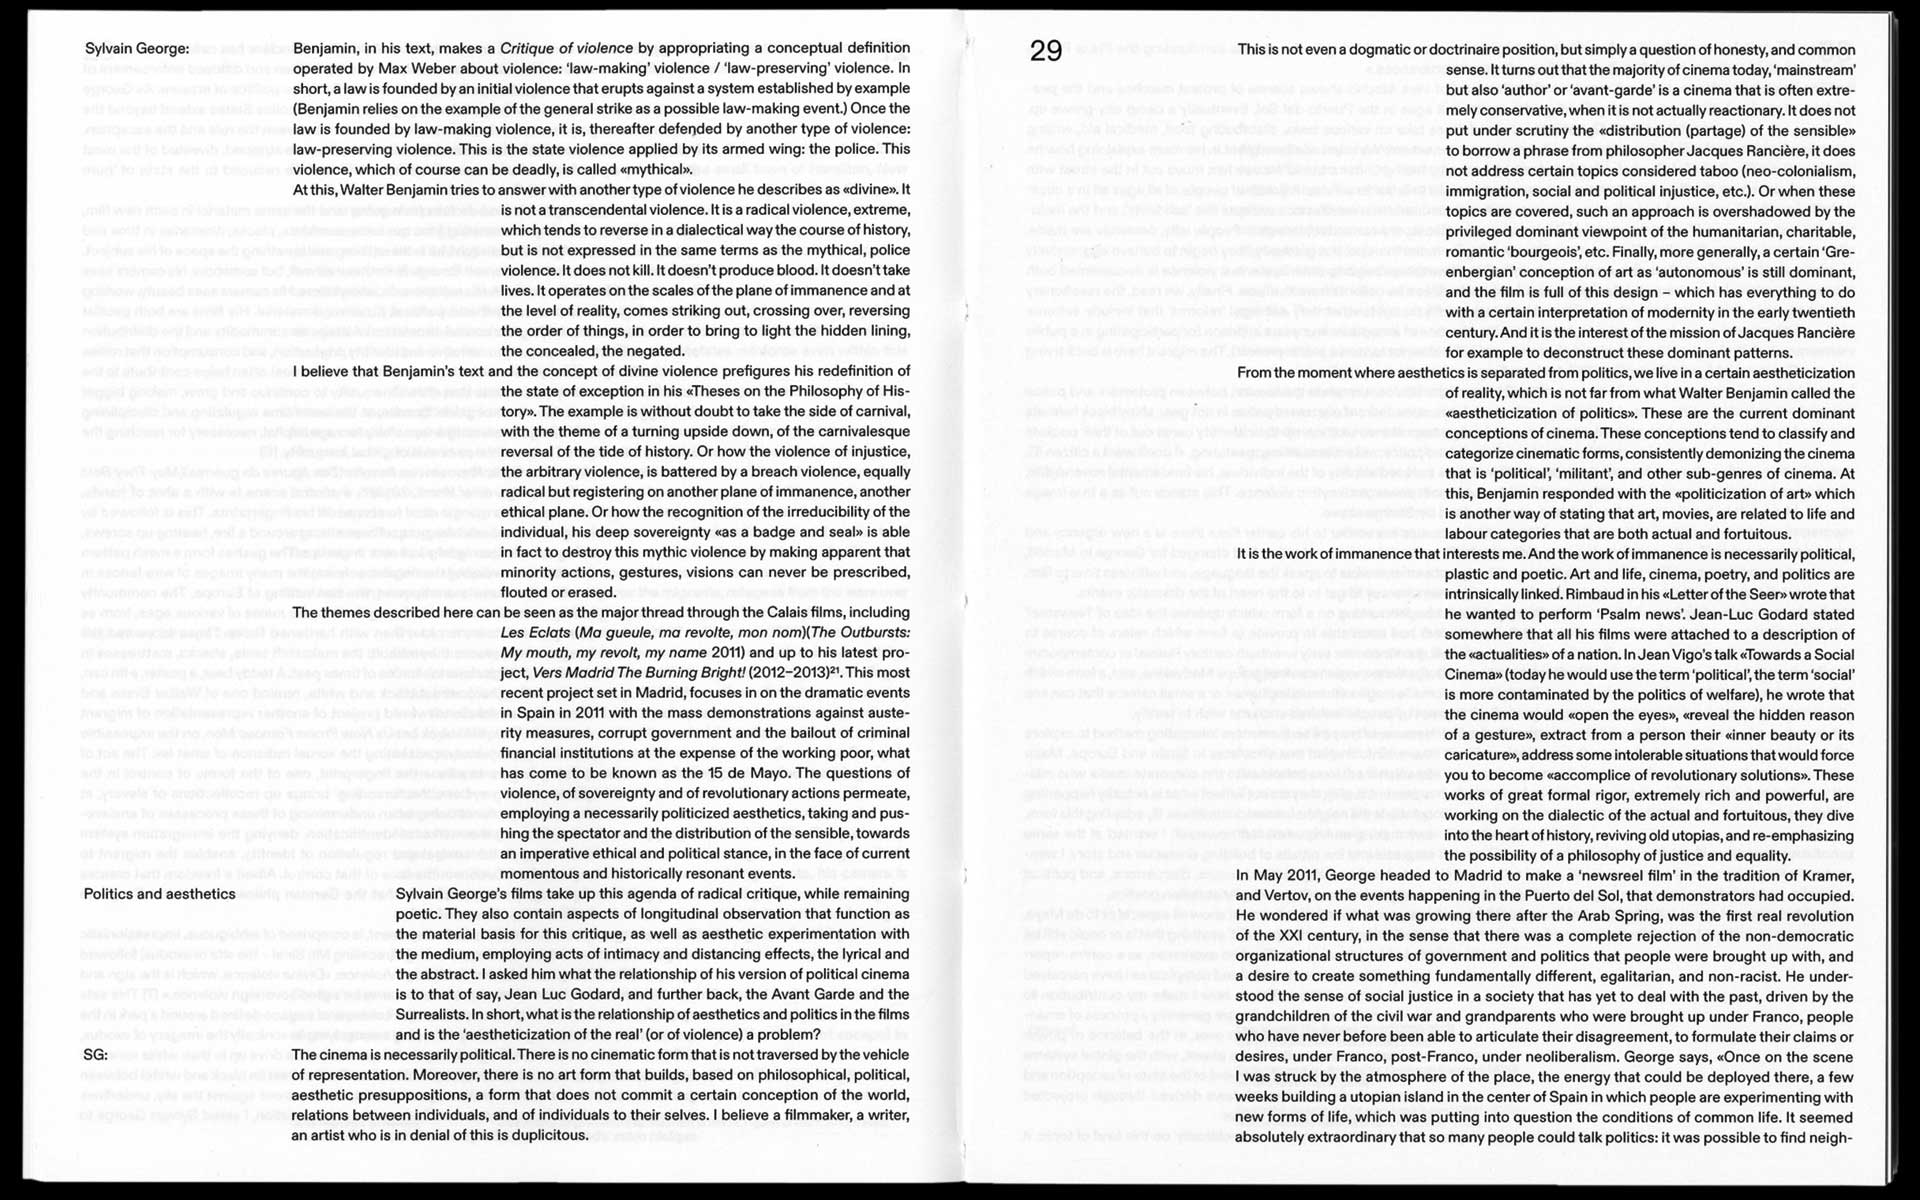 Sylvain George:
Benjamin, in his text, makes a Critique of violence by appropriating a conceptual definition
operated by Max Weber about violence: ‘law-making’ violence / ‘law-preserving’ violence. In
short, a law is founded by an initial violence that erupts against a system established by example
(Benjamin relies on the example of the general strike as a possible law-making event.) Once the
law is founded by law-making violence, it is, thereafter defended by another type of violence:
law-preserving violence. This is the state violence applied by its armed wing: the police. This
violence, which of course can be deadly, is called «mythical».
At this, Walter Benjamin tries to answer with another type of violence he describes as «divine». It
is not a transcendental violence. It is a radical violence, extreme,
which tends to reverse in a dialectical way the course of history,
but is not expressed in the same terms as the mythical, police
violence. It does not kill. It doesn’t produce blood. It doesn’t take
lives. It operates on the scales of the plane of immanence and at
the level of reality, comes striking out, crossing over, reversing
the order of things, in order to bring to light the hidden lining,
the concealed, the negated.
I believe that Benjamin’s text and the concept of divine violence prefigures his redefinition of
the state of exception in his «Theses on the Philosophy of His-
tory». The example is without doubt to take the side of carnival,
with the theme of a turning upside down, of the carnivalesque
reversal of the tide of history. Or how the violence of injustice,
the arbitrary violence, is battered by a breach violence, equally
radical but registering on another plane of immanence, another
ethical plane. Or how the recognition of the irreducibility of the
individual, his deep sovereignty «as a badge and seal» is able
in fact to destroy this mythic violence by making apparent that
minority actions, gestures, visions can never be prescribed,
flouted or erased.
The themes described here can be seen as the major thread through the Calais films, including
Les Eclats (Ma gueule, ma revolte, mon nom)(The Outbursts:
My mouth, my revolt, my name 2011) and up to his latest pro-
ject, Vers Madrid The Burning Bright! (2012–2013)²¹. This most
recent project set in Madrid, focuses in on the dramatic events
in Spain in 2011 with the mass demonstrations against auste-
rity measures, corrupt government and the bailout of criminal
financial institutions at the expense of the working poor, what
has come to be known as the 15 de Mayo. The questions of
violence, of sovereignty and of revolutionary actions permeate,
employing a necessarily politicized aesthetics, taking and pus-
hing the spectator and the distribution of the sensible, towards
an imperative ethical and political stance, in the face of current
momentous and historically resonant events.
Politics and aesthetics
Sylvain George’s films take up this agenda of radical critique, while remaining
poetic. They also contain aspects of longitudinal observation that function as
the material basis for this critique, as well as aesthetic experimentation with
the medium, employing acts of intimacy and distancing effects, the lyrical and
the abstract. I asked him what the relationship of his version of political cinema
is to that of say, Jean Luc Godard, and further back, the Avant Garde and the
Surrealists. In short, what is the relationship of aesthetics and politics in the films
and is the ‘aestheticization of the real’ (or of violence) a problem?
SG:
The cinema is necessarily political. There is no cinematic form that is not traversed by the vehicle
of representation. Moreover, there is no art form that builds, based on philosophical, political,
aesthetic presuppositions, a form that does not commit a certain conception of the world,
relations between individuals, and of individuals to their selves. I believe a filmmaker, a writer,
an artist who is in denial of this is duplicitous.
29
This is not even a dogmatic or doctrinaire position, but simply a question of honesty, and common
sense. It turns out that the majority of cinema today, ‘mainstream’
but also ‘author’ or ‘avant-garde’ is a cinema that is often extre-
mely conservative, when it is not actually reactionary. It does not
put under scrutiny the «distribution (partage) of the sensible»
to borrow a phrase from philosopher Jacques Rancière, it does
not address certain topics considered taboo (neo-colonialism,
immigration, social and political injustice, etc.). Or when these
topics are covered, such an approach is overshadowed by the
privileged dominant viewpoint of the humanitarian, charitable,
romantic ‘bourgeois’, etc. Finally, more generally, a certain ‘Gre-
enbergian’ conception of art as ‘autonomous’ is still dominant,
and the film is full of this design – which has everything to do
with a certain interpretation of modernity in the early twentieth
century. And it is the interest of the mission of Jacques Rancière
for example to deconstruct these dominant patterns.
From the moment where aesthetics is separated from politics, we live in a certain aestheticization
of reality, which is not far from what Walter Benjamin called the
«aestheticization of politics». These are the current dominant
conceptions of cinema. These conceptions tend to classify and
categorize cinematic forms, consistently demonizing the cinema
that is ‘political’, ‘militant’, and other sub-genres of cinema. At
this, Benjamin responded with the «politicization of art» which
is another way of stating that art, movies, are related to life and
labour categories that are both actual and fortuitous.
It is the work of immanence that interests me. And the work of immanence is necessarily political,
plastic and poetic. Art and life, cinema, poetry, and politics are
intrinsically linked. Rimbaud in his «Letter of the Seer» wrote that
he wanted to perform ‘Psalm news’. Jean-Luc Godard stated
somewhere that all his films were attached to a description of
the «actualities» of a nation. In Jean Vigo’s talk «Towards a Social
Cinema» (today he would use the term ‘political’, the term ‘social’
is more contaminated by the politics of welfare), he wrote that
the cinema would «open the eyes», «reveal the hidden reason
of a gesture», extract from a person their «inner beauty or its
caricature», address some intolerable situations that would force
you to become «accomplice of revolutionary solutions». These
works of great formal rigor, extremely rich and powerful, are
working on the dialectic of the actual and fortuitous, they dive
into the heart of history, reviving old utopias, and re-emphasizing
the possibility of a philosophy of justice and equality.
In May 2011, George headed to Madrid to make a ‘newsreel film’ in the tradition of Kramer,
and Vertov, on the events happening in the Puerto del Sol, that demonstrators had occupied.
He wondered if what was growing there after the Arab Spring, was the first real revolution
of the XXI century, in the sense that there was a complete rejection of the non-democratic
organizational structures of government and politics that people were brought up with, and
a desire to create something fundamentally different, egalitarian, and non-racist. He under-
stood the sense of social justice in a society that has yet to deal with the past, driven by the
grandchildren of the civil war and grandparents who were brought up under Franco, people
who have never before been able to articulate their disagreement, to formulate their claims or
desires, under Franco, post-Franco, under neoliberalism. George says, «Once on the scene
I was struck by the atmosphere of the place, the energy that could be deployed there, a few
weeks building a utopian island in the center of Spain in which people are experimenting with
new forms of life, which was putting into question the conditions of common life. It seemed
absolutely extraordinary that so many people could talk politics: it was possible to find neigh-